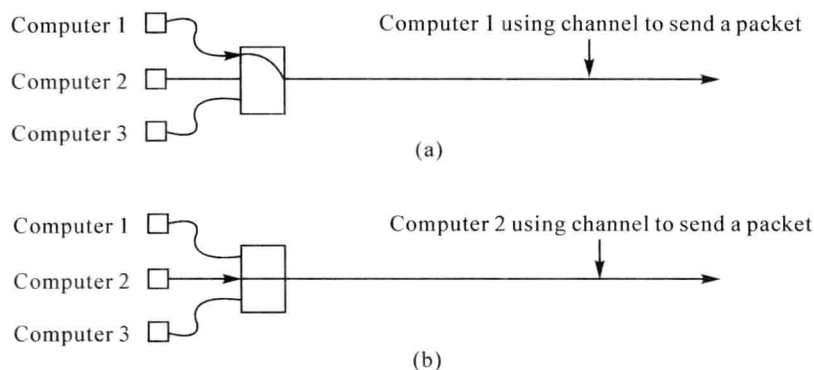 Computer 1
Computer 1 using channel to send a packet
Computer 2
Computer 3
(a)
Computer 1
Computer 2 using channel to send a packet
Computer 2
Computer 3
(b)